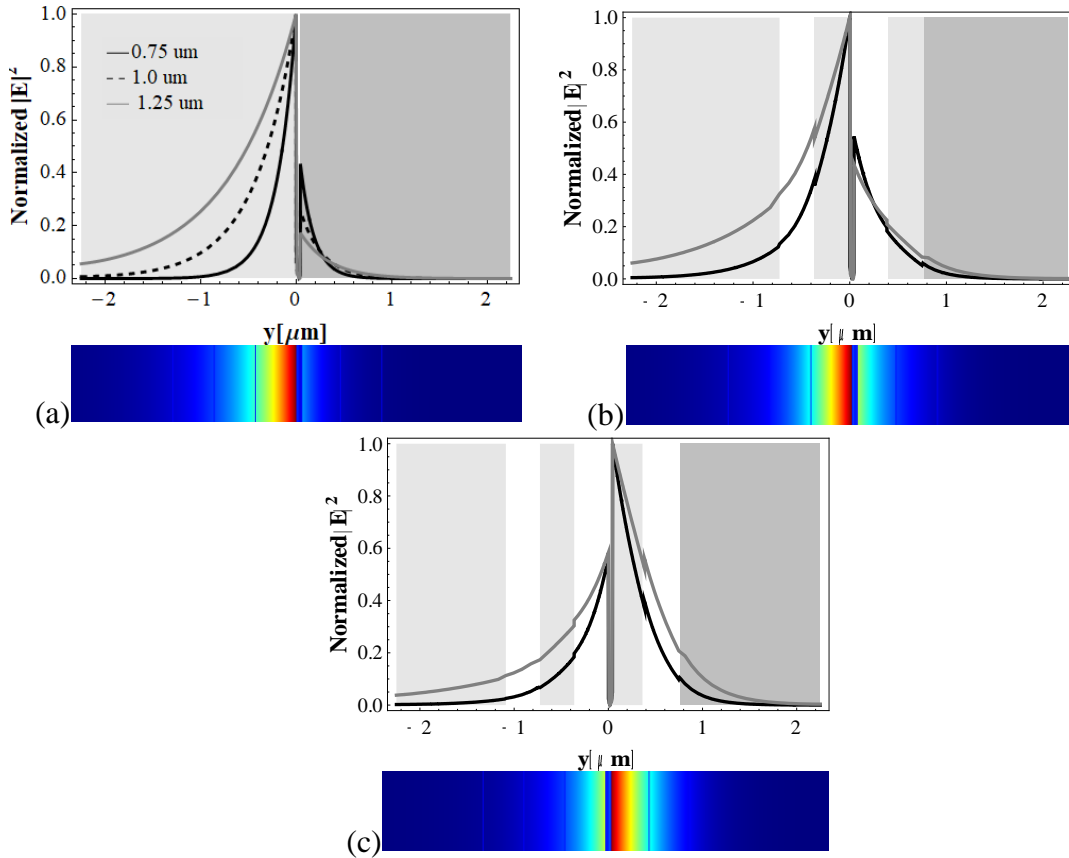 Normalized |E|²
1.0
0.8
0.6
0.4
0.2
0.0
0.75 um
1.0 um
1.25 um
−2
−1
0
1
2
y[μm]
(a)
Normalized| E|²
1.0
0.8
0.6
0.4
0.2
0.0
- 2
- 1
0
1
2
y[ μ m]
(b)
Normalized| E|²
1.0
0.8
0.6
0.4
0.2
0.0
- 2
- 1
0
1
2
y[ μ m]
(c)